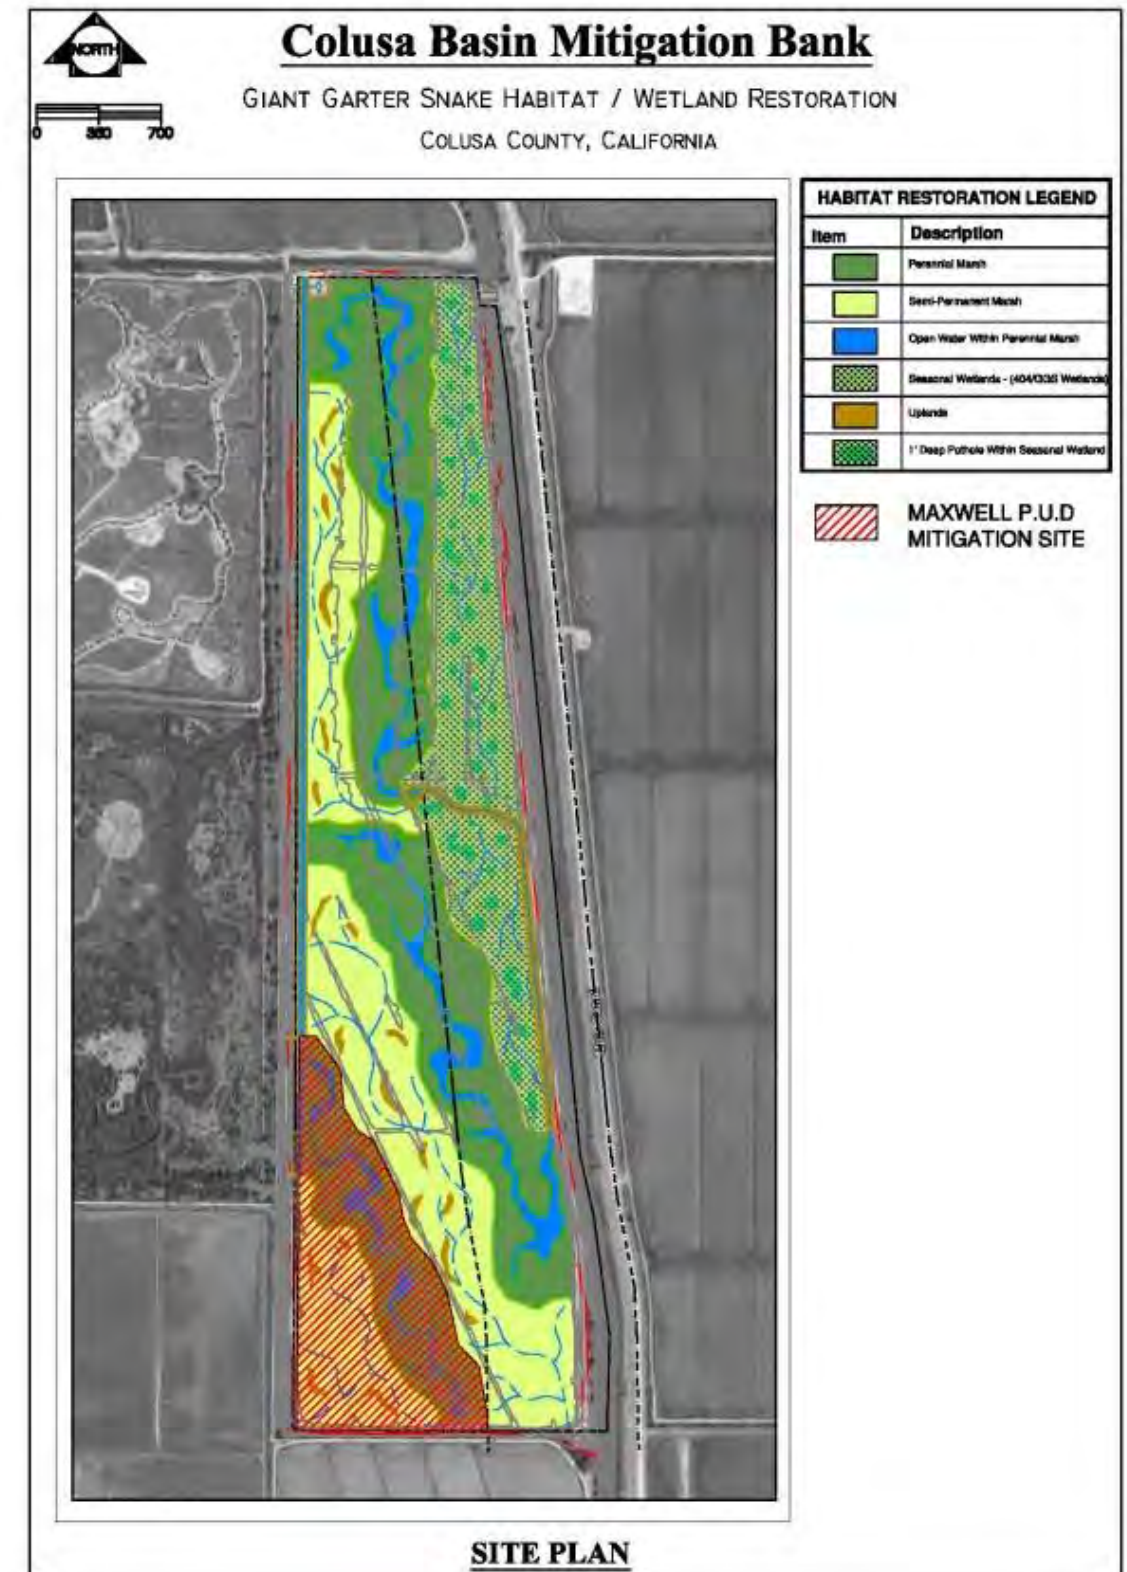 NORTH
Colusa Basin Mitigation Bank
GIANT GARTER SNAKE HABITAT / WETLAND RESTORATION
COLUSA COUNTY, CALIFORNIA
0 350 700
HABITAT RESTORATION LEGEND
Item Description
Perennial Marsh
Semi-Permanent Marsh
Open Water Within Perennial Marsh
Seasonal Wetlands - (404/GGS Wetlands)
Uplands
1' Deep Pothole Within Seasonal Wetland
MAXWELL P.U.D
MITIGATION SITE
SITE PLAN